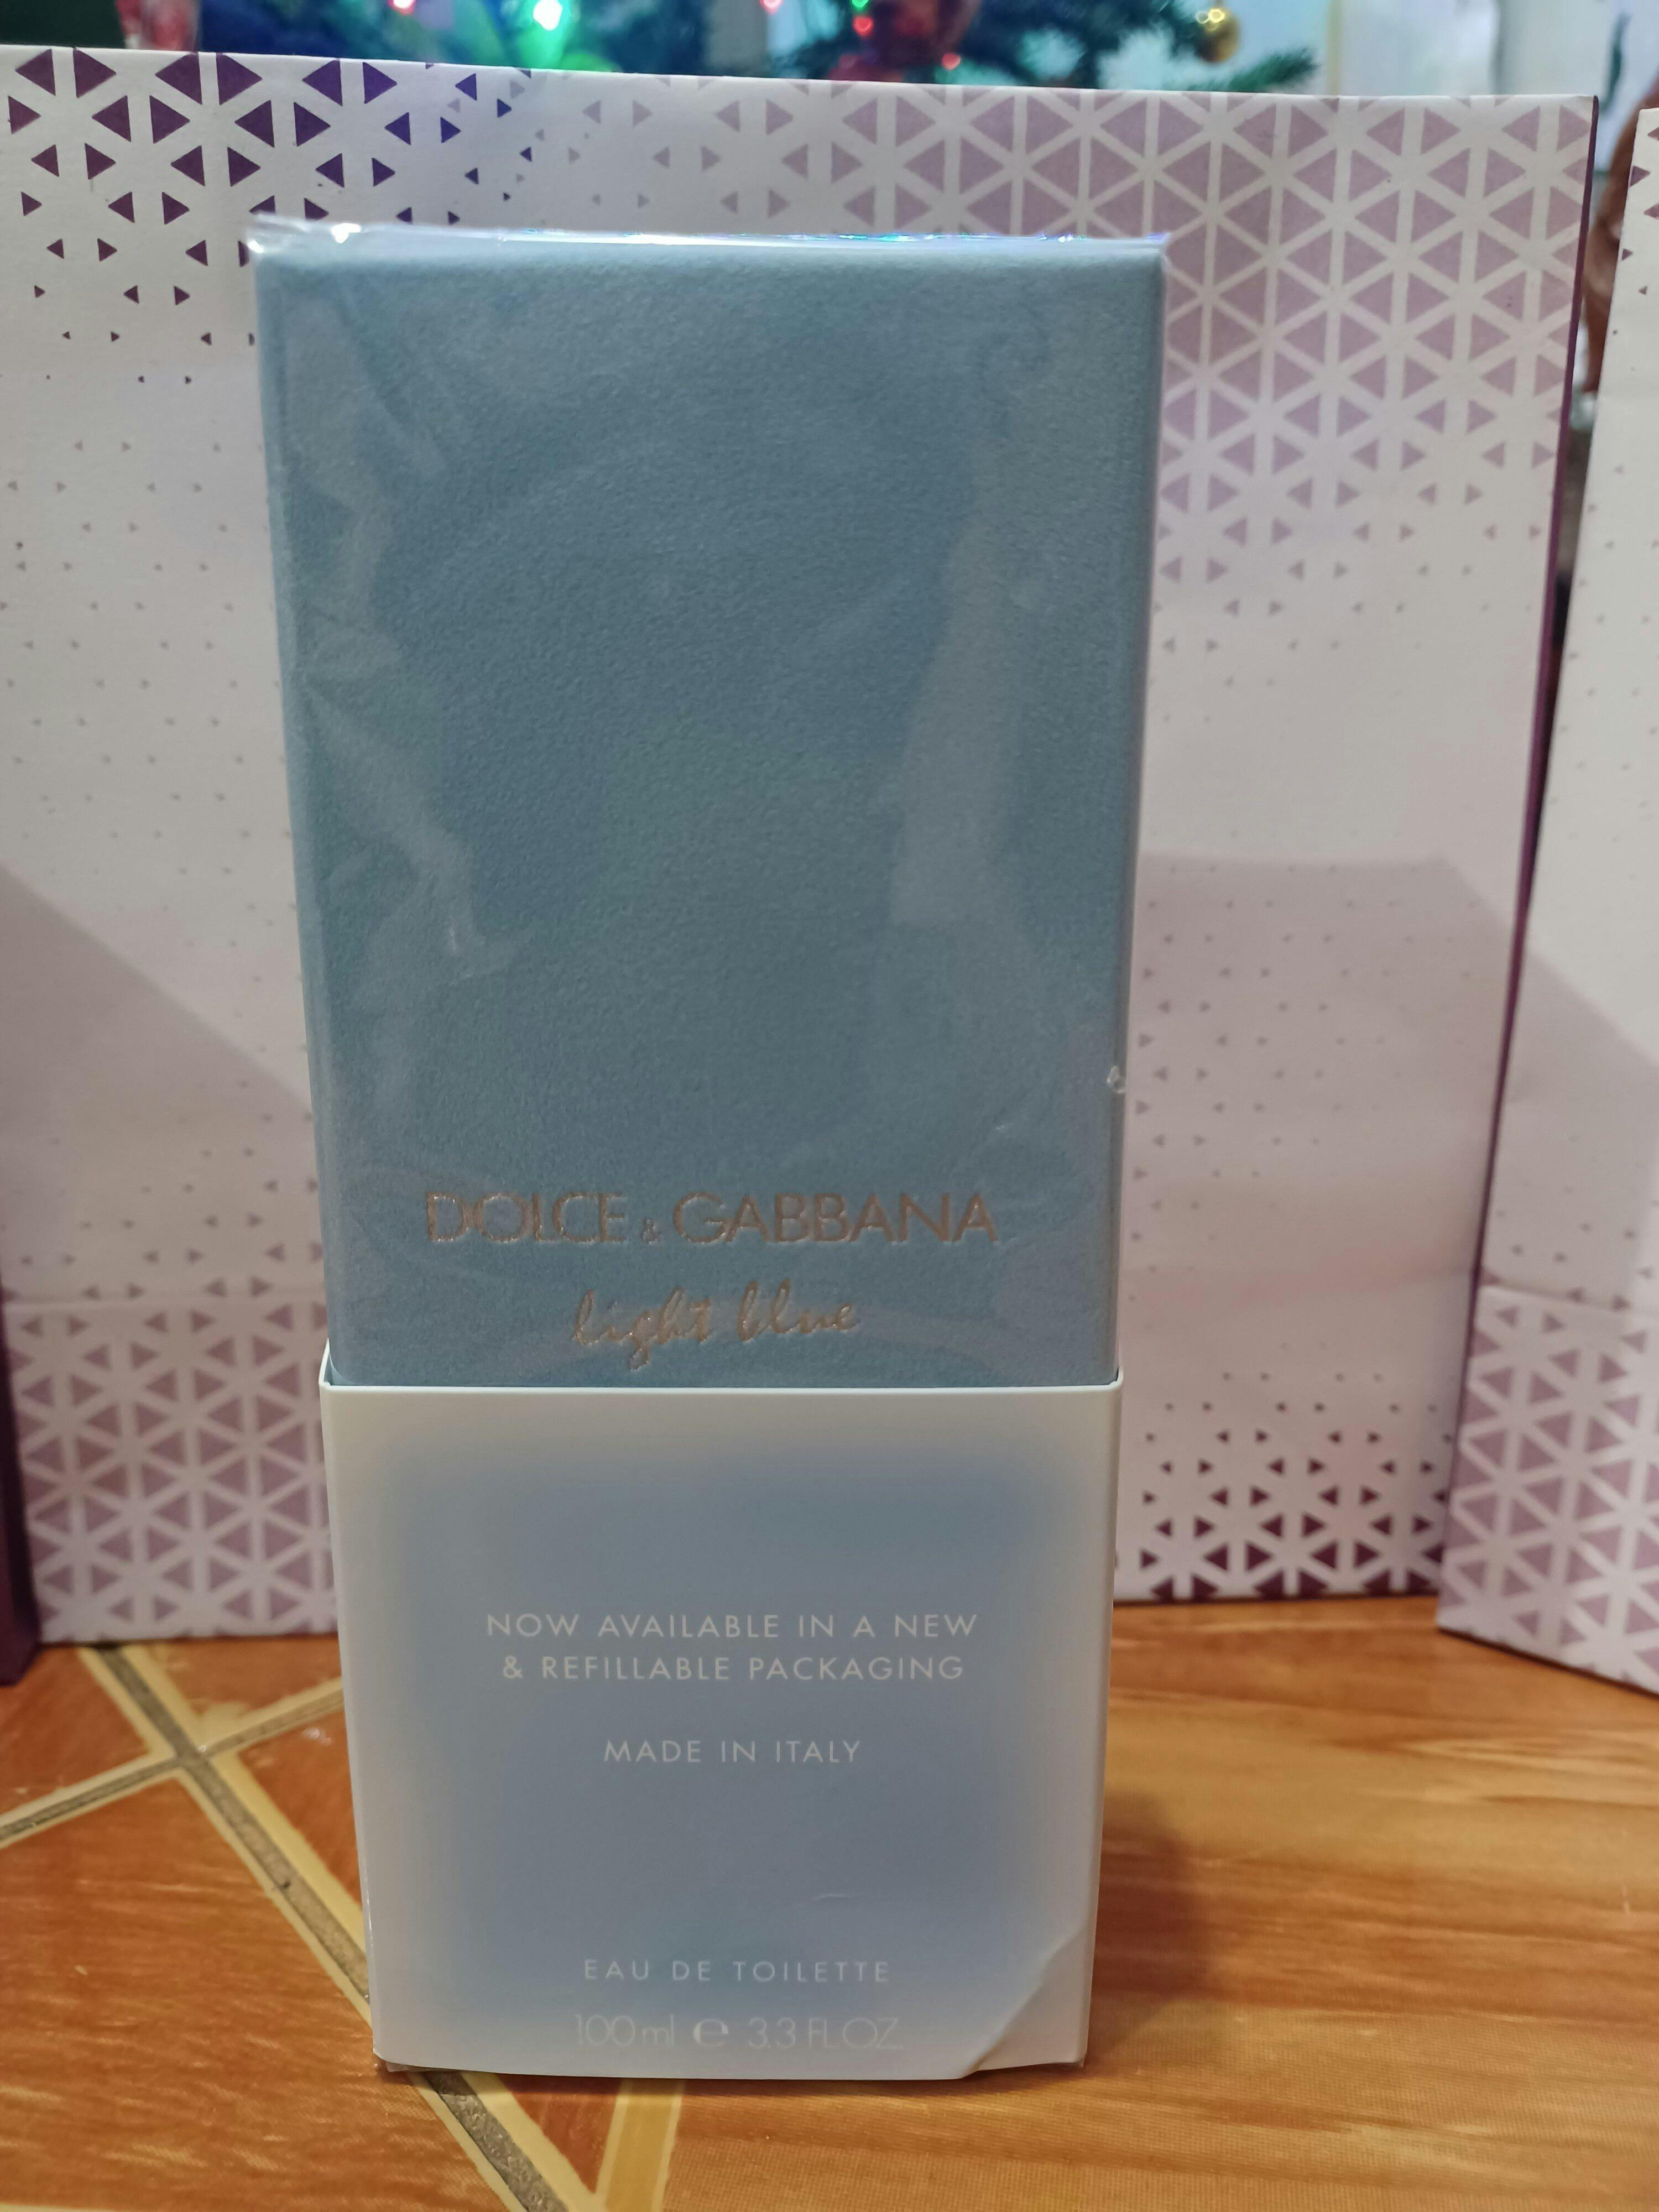 DOLCE & GABBANA
light blue
NOW AVAILABLE IN A NEW
& REFILLABLE PACKAGING
MADE IN ITALY
EAU DE TOILETTE
100 ml ℮ 3.3 FL.OZ.